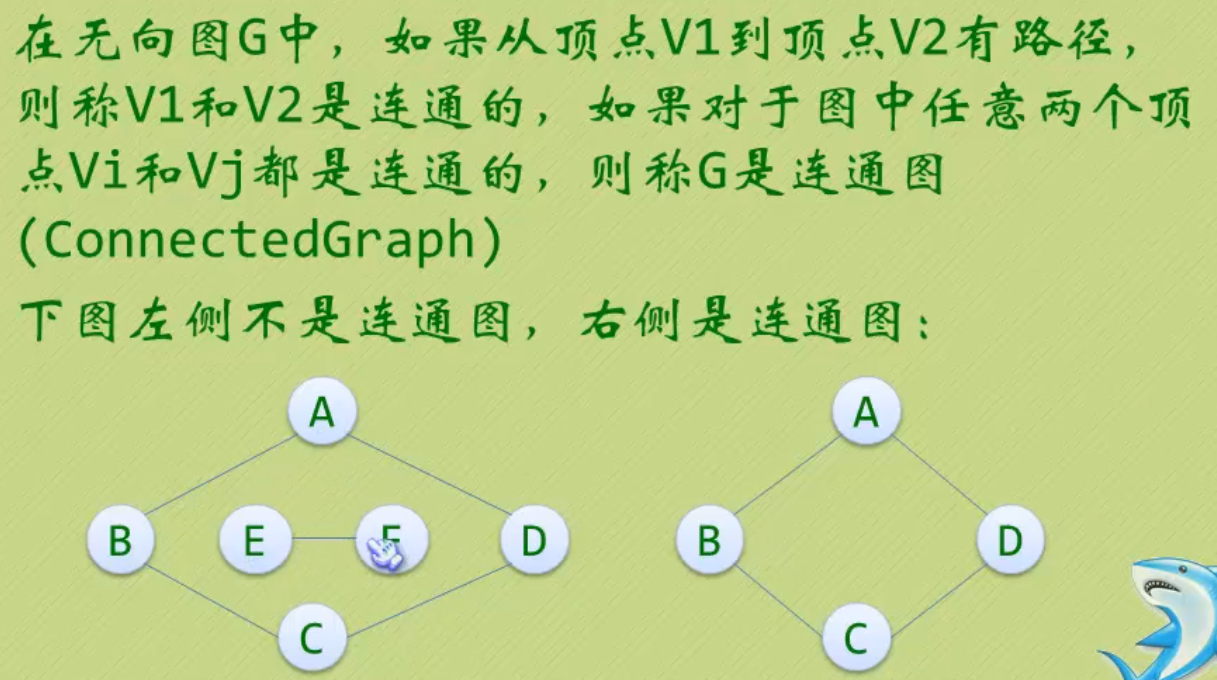 在无向图G中，如果从顶点V1到顶点V2有路径，
则称V1和V2是连通的，如果对于图中任意两个顶
点Vi和Vj都是连通的，则称G是连通图
(ConnectedGraph)
下图左侧不是连通图，右侧是连通图：
A
B
E
D
C
A
B
D
C